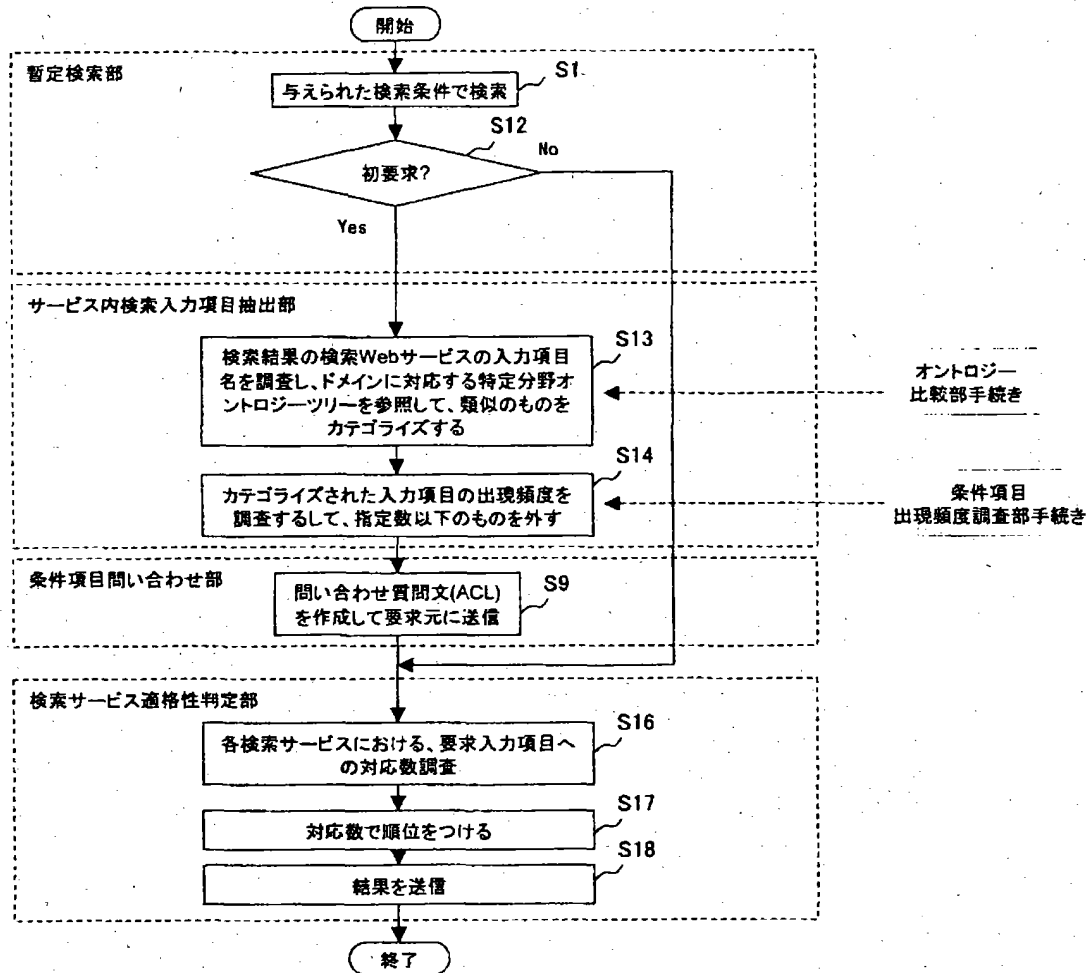 開始
暫定検索部
S1
与えられた検索条件で検索
S12
初要求?
No
Yes
サービス内検索入力項目抽出部
S13
検索結果の検索Webサービスの入力項目
名を調査し、ドメインに対応する特定分野オ
ントロジーツリーを参照して、類似のものを
カテゴライズする
オントロジー
比較部手続き
S14
カテゴライズされた入力項目の出現頻度を
調査するして、指定数以下のものを外す
条件項目
出現頻度調査部手続き
条件項目問い合わせ部
S9
問い合わせ質問文(ACL)
を作成して要求元に送信
検索サービス適格性判定部
S16
各検索サービスにおける、要求入力項目へ
の対応数調査
S17
対応数で順位をつける
S18
結果を送信
終了